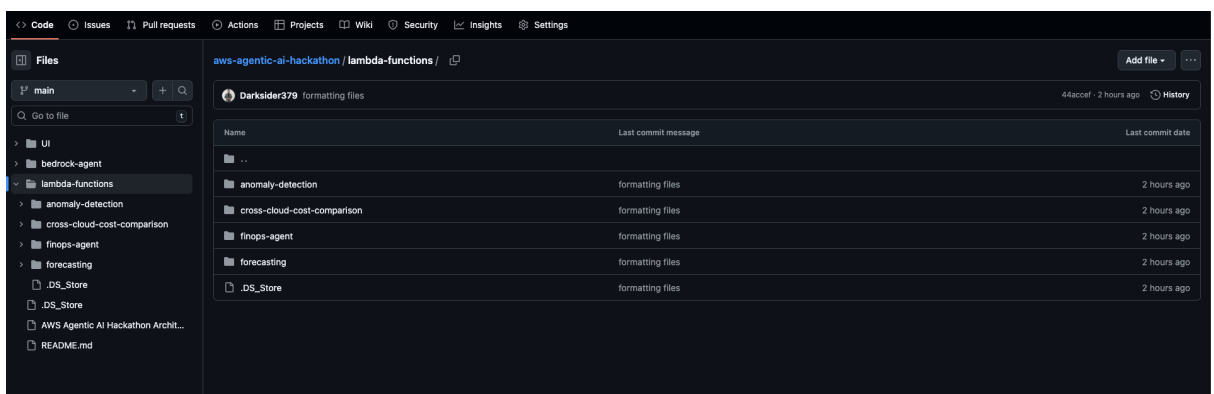 <> Code Issues Pull requests Actions Projects Wiki Security Insights Settings
Files
main
Go to file t
UI
bedrock-agent
lambda-functions
anomaly-detection
cross-cloud-cost-comparison
finops-agent
forecasting
.DS_Store
.DS_Store
AWS Agentic AI Hackathon Archit...
README.md
aws-agentic-ai-hackathon / lambda-functions /
Add file
Darksider379 formatting files 44accef · 2 hours ago History
Name Last commit message Last commit date
..
anomaly-detection formatting files 2 hours ago
cross-cloud-cost-comparison formatting files 2 hours ago
finops-agent formatting files 2 hours ago
forecasting formatting files 2 hours ago
.DS_Store formatting files 2 hours ago